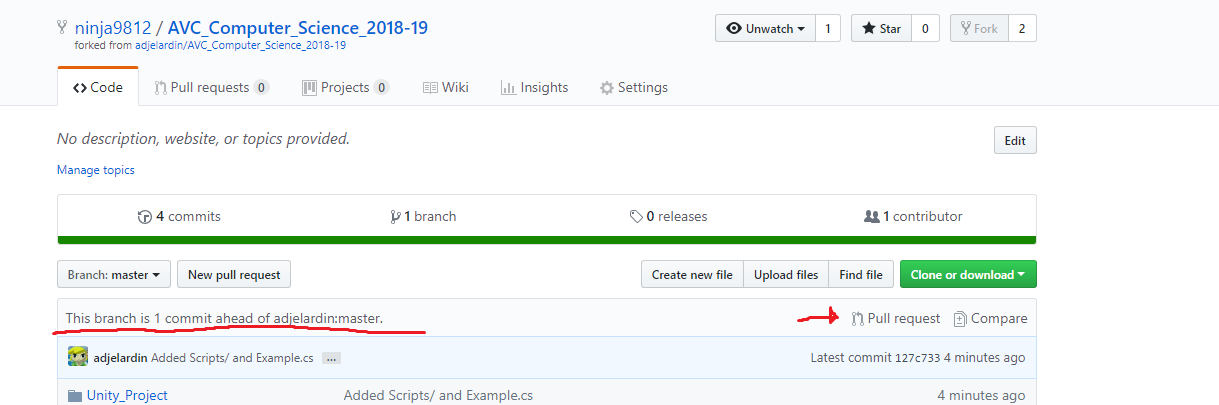 ninja9812 / AVC_Computer_Science_2018-19
Unwatch 1 Star 0 Fork 2
forked from adjelardin/AVC_Computer_Science_2018-19
Code Pull requests 0 Projects 0 Wiki Insights Settings
No description, website, or topics provided. Edit
Manage topics
4 commits 1 branch 0 releases 1 contributor
Branch: master New pull request Create new file Upload files Find file Clone or download
This branch is 1 commit ahead of adjelardin:master. Pull request Compare
adjelardin Added Scripts/ and Example.cs ... Latest commit 127c733 4 minutes ago
Unity_Project Added Scripts/ and Example.cs 4 minutes ago